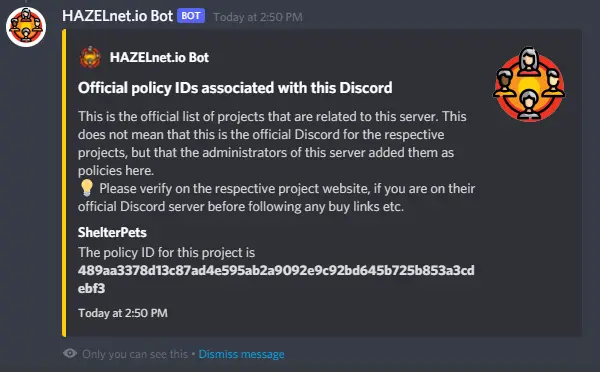 HAZELnet.io Bot BOT Today at 2:50 PM
HAZELnet.io Bot
Official policy IDs associated with this Discord
This is the official list of projects that are related to this server. This
does not mean that this is the official Discord for the respective
projects, but that the administrators of this server added them as
policies here.
💡 Please verify on the respective project website, if you are on their
official Discord server before following any buy links etc.
ShelterPets
The policy ID for this project is
489aa3378d13c87ad4e595ab2a9092e9c92bd645b725b853a3cd
ebf3
Today at 2:50 PM
Only you can see this • Dismiss message